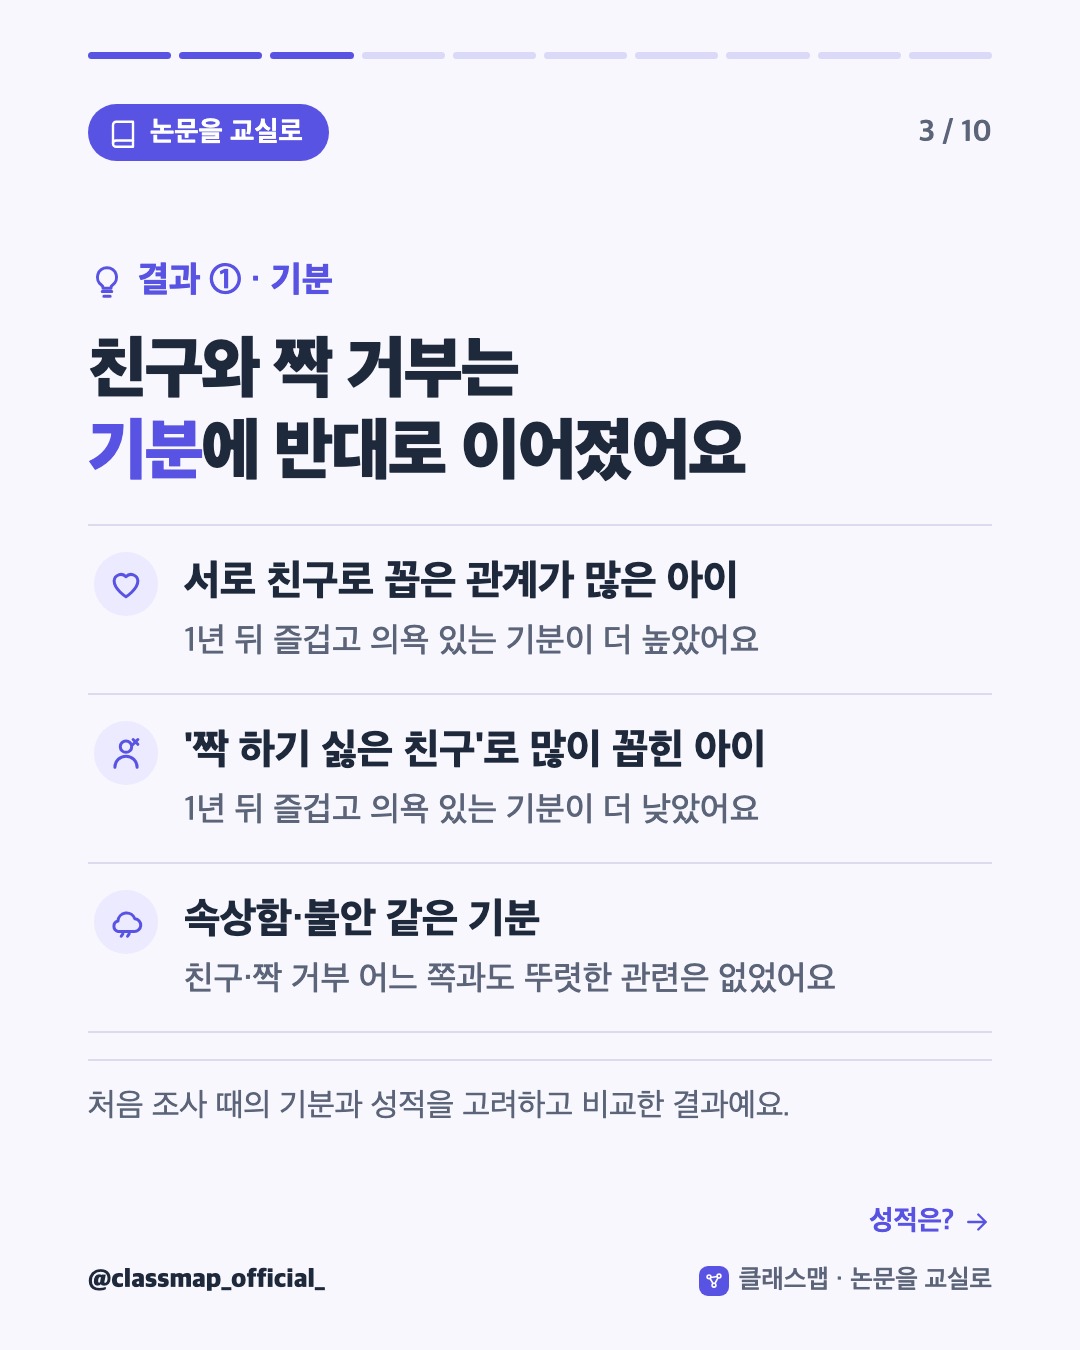 논문을 교실로
3 / 10
결과 ① · 기분
친구와 짝 거부는
기분에 반대로 이어졌어요
서로 친구로 꼽은 관계가 많은 아이
1년 뒤 즐겁고 의욕 있는 기분이 더 높았어요
'짝 하기 싫은 친구'로 많이 꼽힌 아이
1년 뒤 즐겁고 의욕 있는 기분이 더 낮았어요
속상함·불안 같은 기분
친구·짝 거부 어느 쪽과도 뚜렷한 관련은 없었어요
처음 조사 때의 기분과 성적을 고려하고 비교한 결과예요.
성적은? →
@classmap_official_
클래스맵 · 논문을 교실로